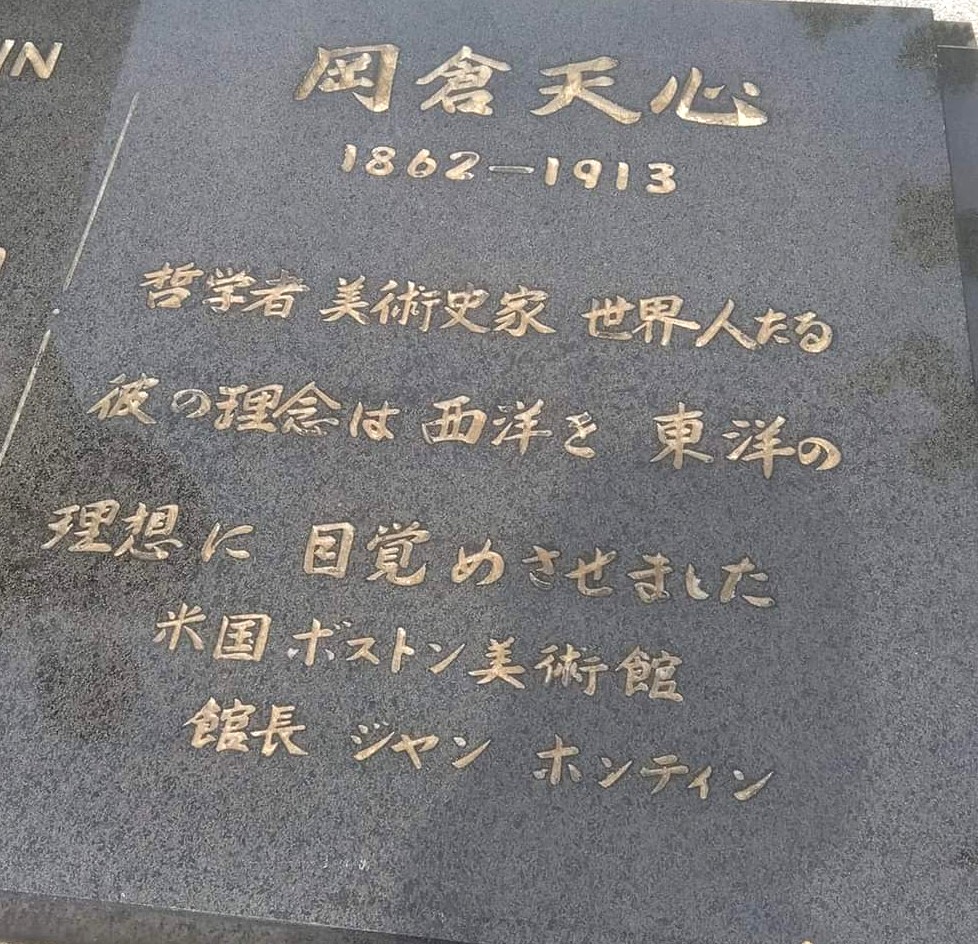 岡倉天心
1862-1913
哲学者 美術史家 世界人たる
彼の理念は 西洋を 東洋の
理想に 目覚めさせました
米国 ボストン美術館
館長 ジャン ホンティン
IN